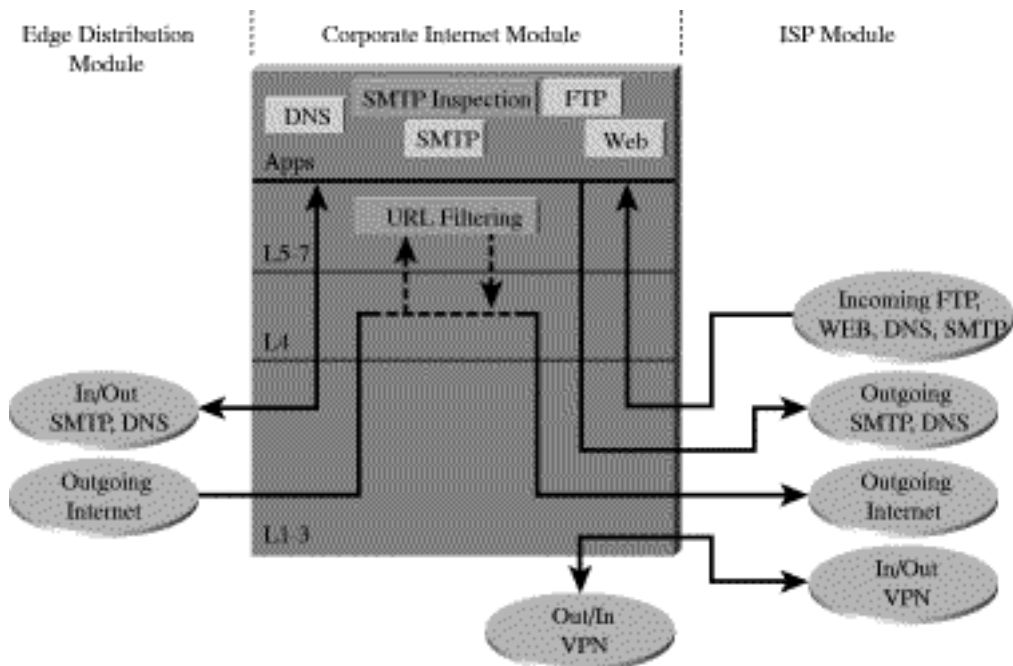 Edge Distribution
Module
Corporate Internet Module
ISP Module
DNS
SMTP Inspection
FTP
SMTP
Web
Apps
URL Filtering
L5-7
L4
Incoming FTP,
WEB, DNS, SMTP
In/Out
SMTP, DNS
Outgoing
SMTP, DNS
Outgoing
Internet
Outgoing
Internet
L1-3
In/Out
VPN
Out/In
VPN